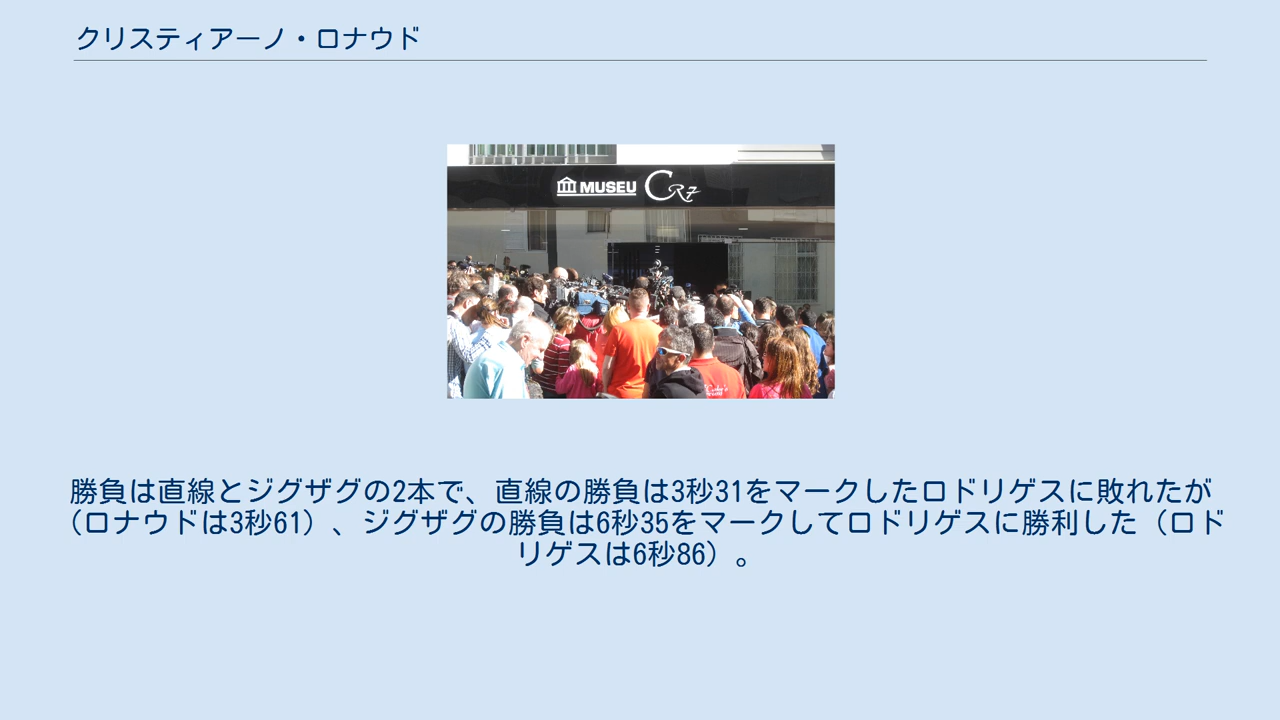 クリスティアーノ・ロナウド
MUSEU CR7
勝負は直線とジグザグの2本で、直線の勝負は3秒31をマークしたロドリゲスに敗れたが
（ロナウドは3秒61）、ジグザグの勝負は6秒35をマークしてロドリゲスに勝利した（ロド
リゲスは6秒86）。